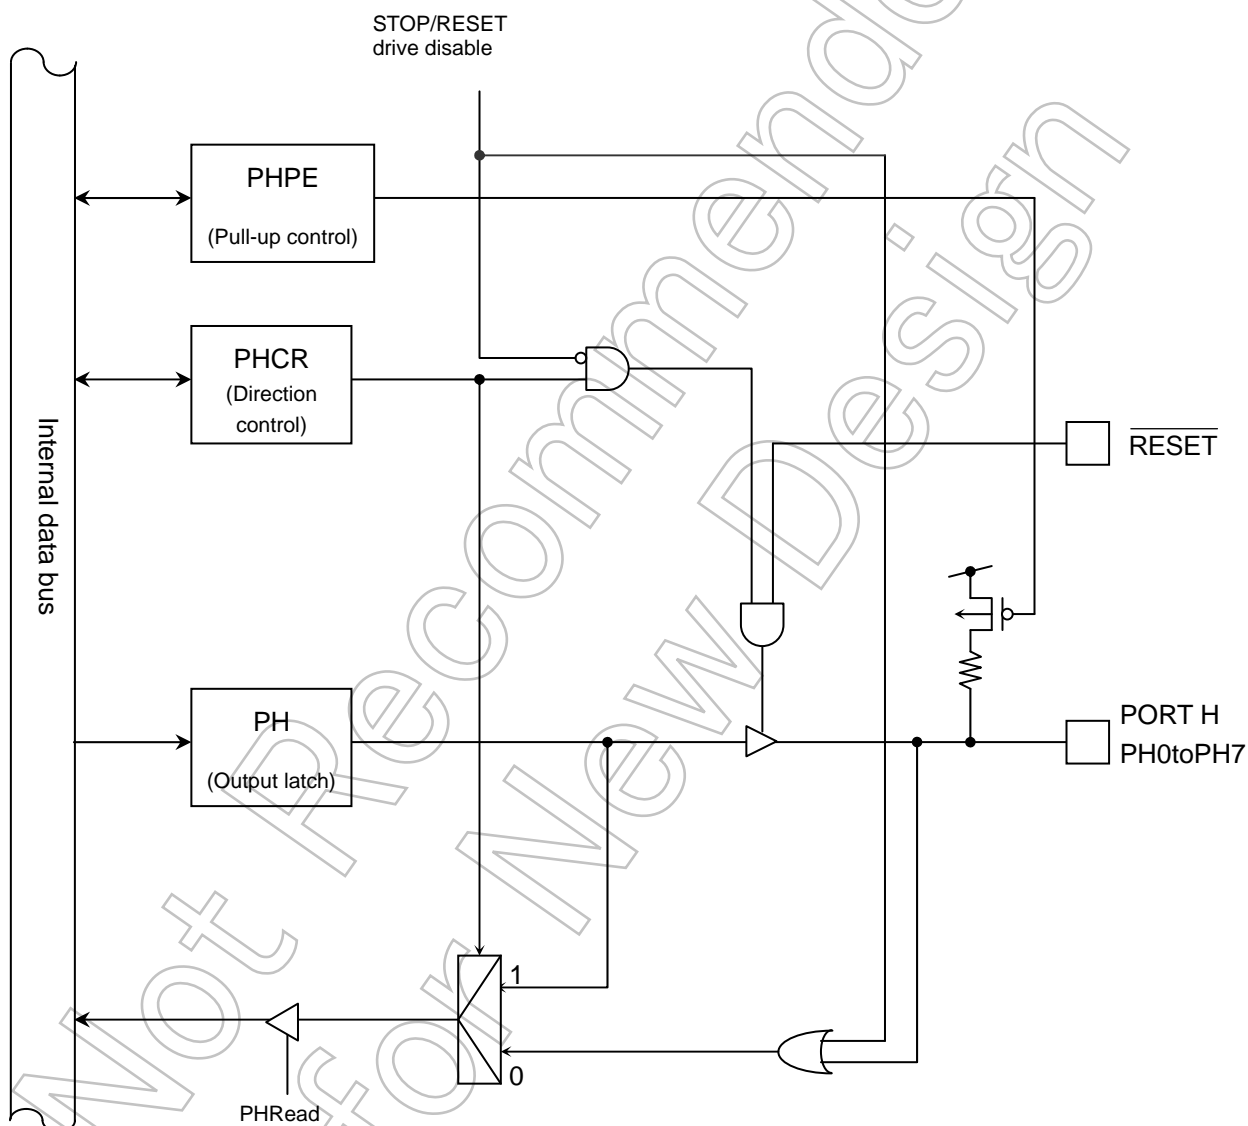 STOP/RESET
drive disable
PHPE
(Pull-up control)
PHCR
(Direction
control)
Internal data bus
RESET
PH
(Output latch)
PORT H
PH0toPH7
1
0
PHRead
Not Recommended
for New Design